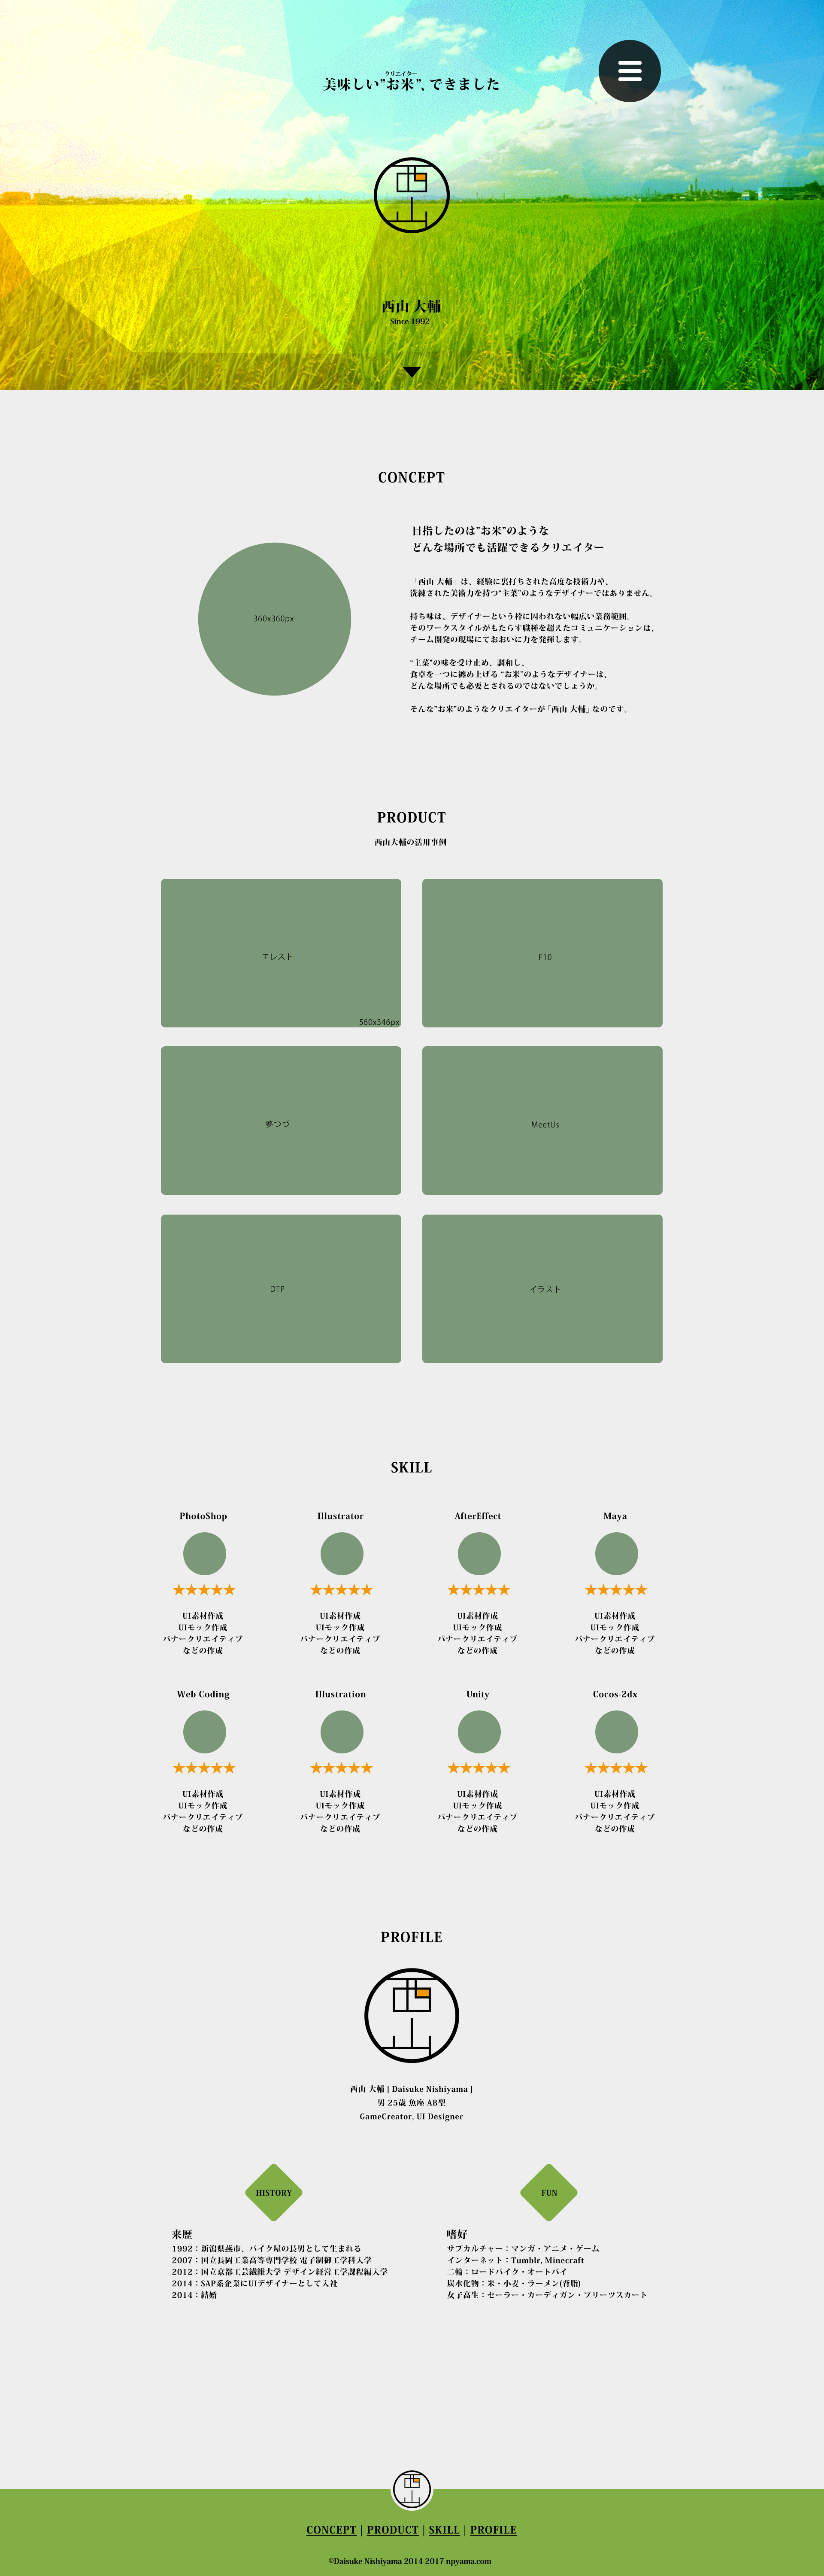 クリエイター
美味しい”お米”、できました
西山 大輔
Since 1992
CONCEPT
目指したのは”お米”のような
どんな場所でも活躍できるクリエイター
360x360px
「西山 大輔」は、経験に裏打ちされた高度な技術力や、
洗練された美術力を持つ“主菜”のようなデザイナーではありません。
持ち味は、デザイナーという枠に囚われない幅広い業務範囲。
そのワークスタイルがもたらす職種を超えたコミュニケーションは、
チーム開発の現場にておおいに力を発揮します。
“主菜”の味を受け止め、調和し、
食卓を一つに纏め上げる “お米”のようなデザイナーは、
どんな場所でも必要とされるのではないでしょうか。
そんな”お米”のようなクリエイターが「西山 大輔」なのです。
PRODUCT
西山大輔の活用事例
エレスト
560x346px
F10
夢つづ
MeetUs
DTP
イラスト
SKILL
PhotoShop
★★★★★
UI素材作成
UIモック作成
バナークリエイティブ
などの作成
Illustrator
★★★★★
UI素材作成
UIモック作成
バナークリエイティブ
などの作成
AfterEffect
★★★★★
UI素材作成
UIモック作成
バナークリエイティブ
などの作成
Maya
★★★★★
UI素材作成
UIモック作成
バナークリエイティブ
などの作成
Web Coding
★★★★★
UI素材作成
UIモック作成
バナークリエイティブ
などの作成
Illustration
★★★★★
UI素材作成
UIモック作成
バナークリエイティブ
などの作成
Unity
★★★★★
UI素材作成
UIモック作成
バナークリエイティブ
などの作成
Cocos-2dx
★★★★★
UI素材作成
UIモック作成
バナークリエイティブ
などの作成
PROFILE
西山 大輔 [ Daisuke Nishiyama ]
男 25歳 魚座 AB型
GameCreator, UI Designer
HISTORY
来歴
1992：新潟県燕市、バイク屋の長男として生まれる
2007：国立長岡工業高等専門学校 電子制御工学科入学
2012：国立京都工芸繊維大学 デザイン経営工学課程編入学
2014：SAP系企業にUIデザイナーとして入社
2014：結婚
FUN
嗜好
サブカルチャー：マンガ・アニメ・ゲーム
インターネット：Tumblr, Minecraft
二輪：ロードバイク・オートバイ
炭水化物：米・小麦・ラーメン(背脂)
女子高生：セーラー・カーディガン・プリーツスカート
CONCEPT | PRODUCT | SKILL | PROFILE
©Daisuke Nishiyama 2014-2017 npyama.com